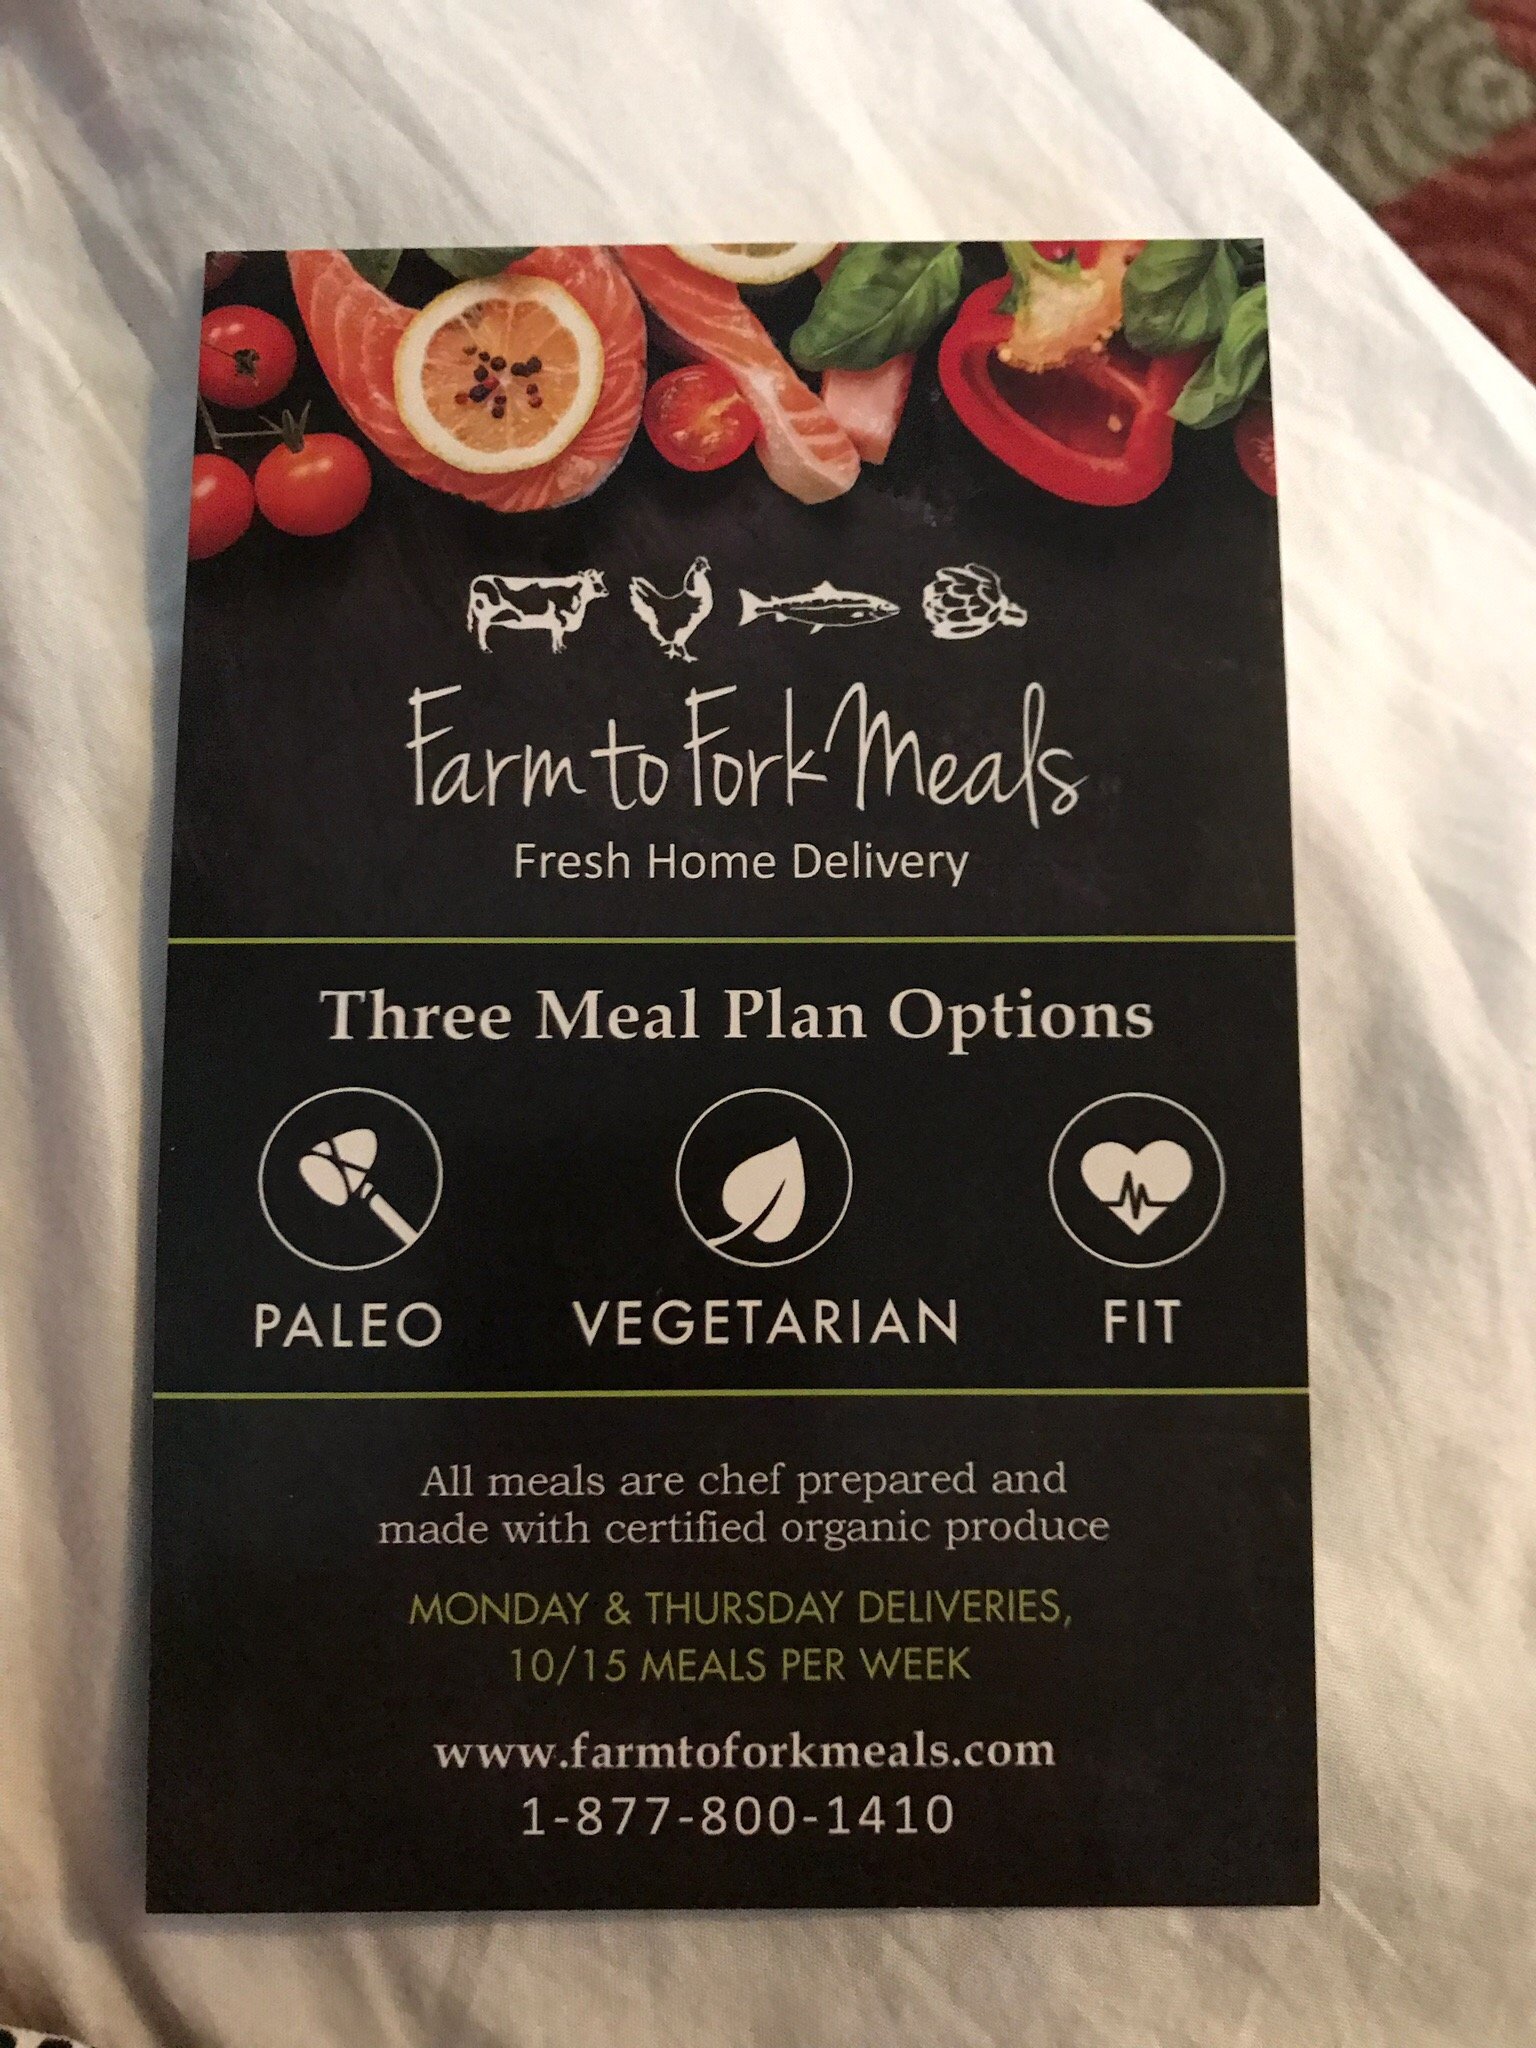 Farm to Fork Meals
Fresh Home Delivery
Three Meal Plan Options
PALEO VEGETARIAN FIT
All meals are chef prepared and
made with certified organic produce
MONDAY & THURSDAY DELIVERIES,
10/15 MEALS PER WEEK
www.farmtoforkmeals.com
1-877-800-1410